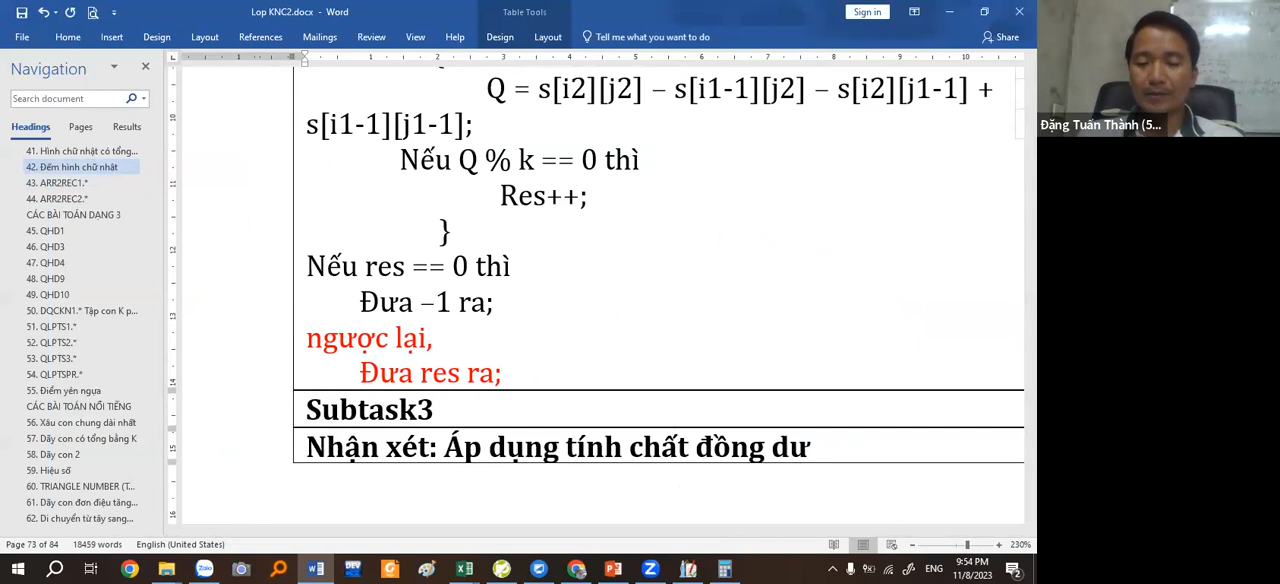 Lop KNC2.docx - Word
Table Tools
Sign in
File
Home
Insert
Design
Layout
References
Mailings
Review
View
Help
Design
Layout
Tell me what you want to do
Share
Navigation
Search document
Headings
Pages
Results
41. Hình chữ nhật có tổng...
42. Đếm hình chữ nhật
43. ARR2REC1.*
44. ARR2REC2.*
CÁC BÀI TOÁN DẠNG 3
45. QHD1
46. QHD3
47. QHD4
48. QHD9
49. QHD10
50. DQCKN1.* Tập con K p...
51. QLPTS1.*
52. QLPTS2.*
53. QLPTS3.*
54. QLPTSPR.*
55. Điểm yên ngựa
CÁC BÀI TOÁN NỔI TIẾNG
56. Xâu con chung dài nhất
57. Dãy con có tổng bằng K
58. Dãy con 2
59. Hiệu số
60. TRIANGLE NUMBER (T...
61. Dãy con đơn điệu tăng...
62. Di chuyển từ tây sang...
Q = s[i2][j2] – s[i1-1][j2] – s[i2][j1-1] +
s[i1-1][j1-1];
Nếu Q % k == 0 thì
Res++;
}
Nếu res == 0 thì
Đưa –1 ra;
ngược lại,
Đưa res ra;
Subtask3
Nhận xét: Áp dụng tính chất đồng dư
Đặng Tuấn Thành (5...
Page 73 of 84
18459 words
English (United States)
230%
ENG
9:54 PM
11/8/2023